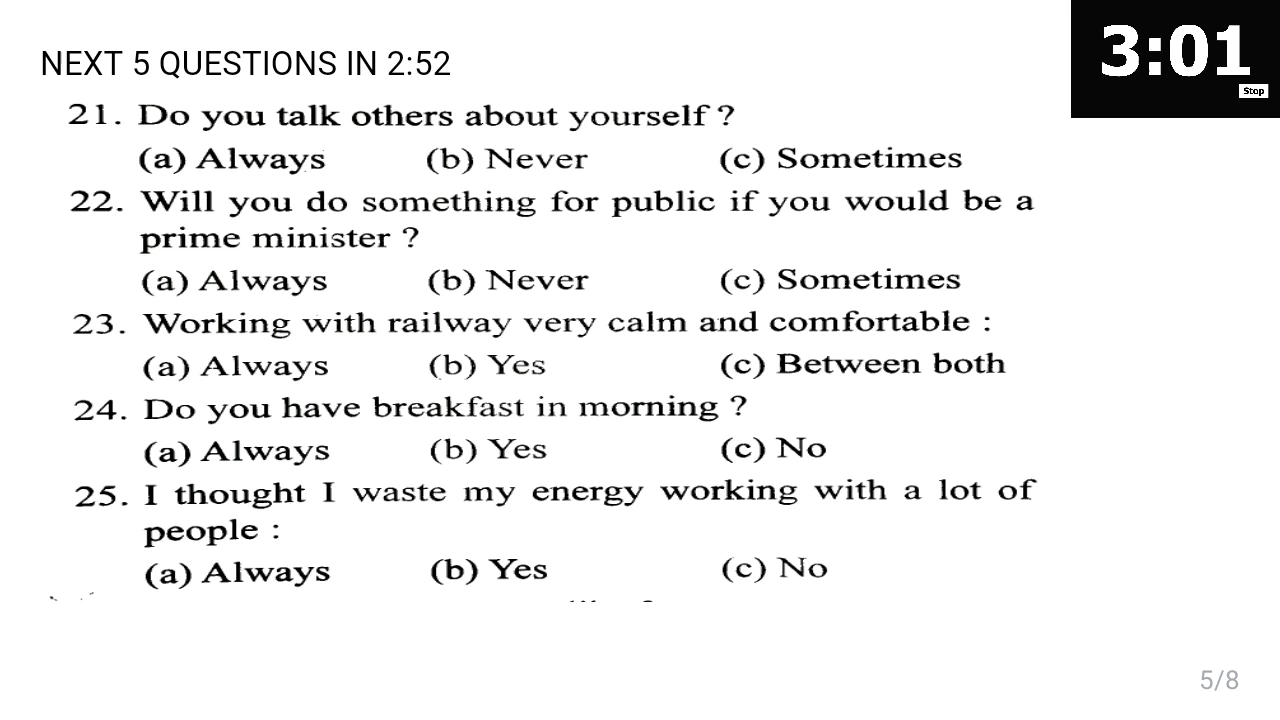 3:01
Stop
NEXT 5 QUESTIONS IN 2:52
21. Do you talk others about yourself ?
(a) Always (b) Never (c) Sometimes
22. Will you do something for public if you would be a
prime minister ?
(a) Always (b) Never (c) Sometimes
23. Working with railway very calm and comfortable :
(a) Always (b) Yes (c) Between both
24. Do you have breakfast in morning ?
(a) Always (b) Yes (c) No
25. I thought I waste my energy working with a lot of
people :
(a) Always (b) Yes (c) No
5/8